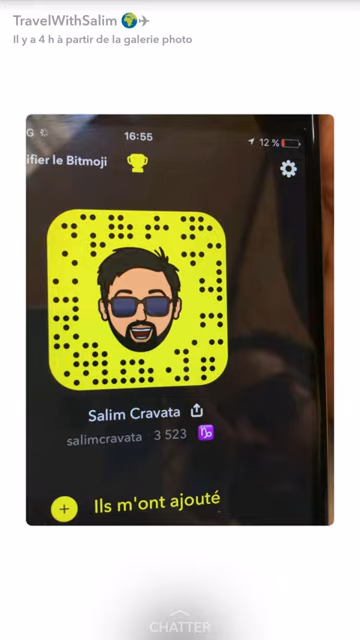 TravelWithSalim 🌍✈
Il y a 4 h à partir de la galerie photo
G
16:55
12 %
ifier le Bitmoji
Salim Cravata
salimcravata 3 523 ♑
Ils m'ont ajouté
CHATTER